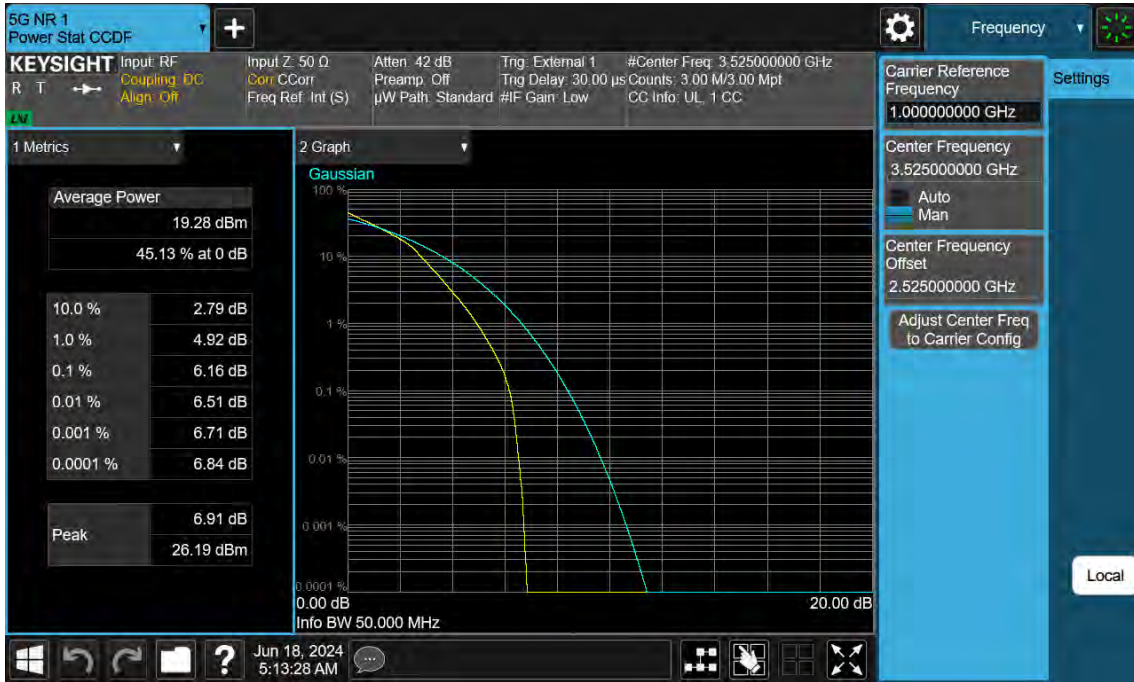 5G NR 1
Power Stat CCDF
Frequency
KEYSIGHT
R T
LNI
Input: RF
Coupling: DC
Align: Off
Input Z: 50 Ω
Corr CCorr
Freq Ref: Int (S)
Atten: 42 dB
Preamp: Off
µW Path: Standard
Trig: External 1
Trig Delay: 30.00 µs
#IF Gain: Low
#Center Freq: 3.525000000 GHz
Counts: 3.00 M/3.00 Mpt
CC Info: UL, 1 CC
1 Metrics
Average Power
19.28 dBm
45.13 % at 0 dB
10.0 % 2.79 dB
1.0 % 4.92 dB
0.1 % 6.16 dB
0.01 % 6.51 dB
0.001 % 6.71 dB
0.0001 % 6.84 dB
Peak 6.91 dB
26.19 dBm
2 Graph
Gaussian
100 %
10 %
1 %
0.1 %
0.01 %
0.001 %
0.0001 %
0.00 dB 20.00 dB
Info BW 50.000 MHz
Carrier Reference
Frequency
1.000000000 GHz
Center Frequency
3.525000000 GHz
Auto
Man
Center Frequency
Offset
2.525000000 GHz
Adjust Center Freq
to Carrier Config
Settings
Local
?
Jun 18, 2024
5:13:28 AM